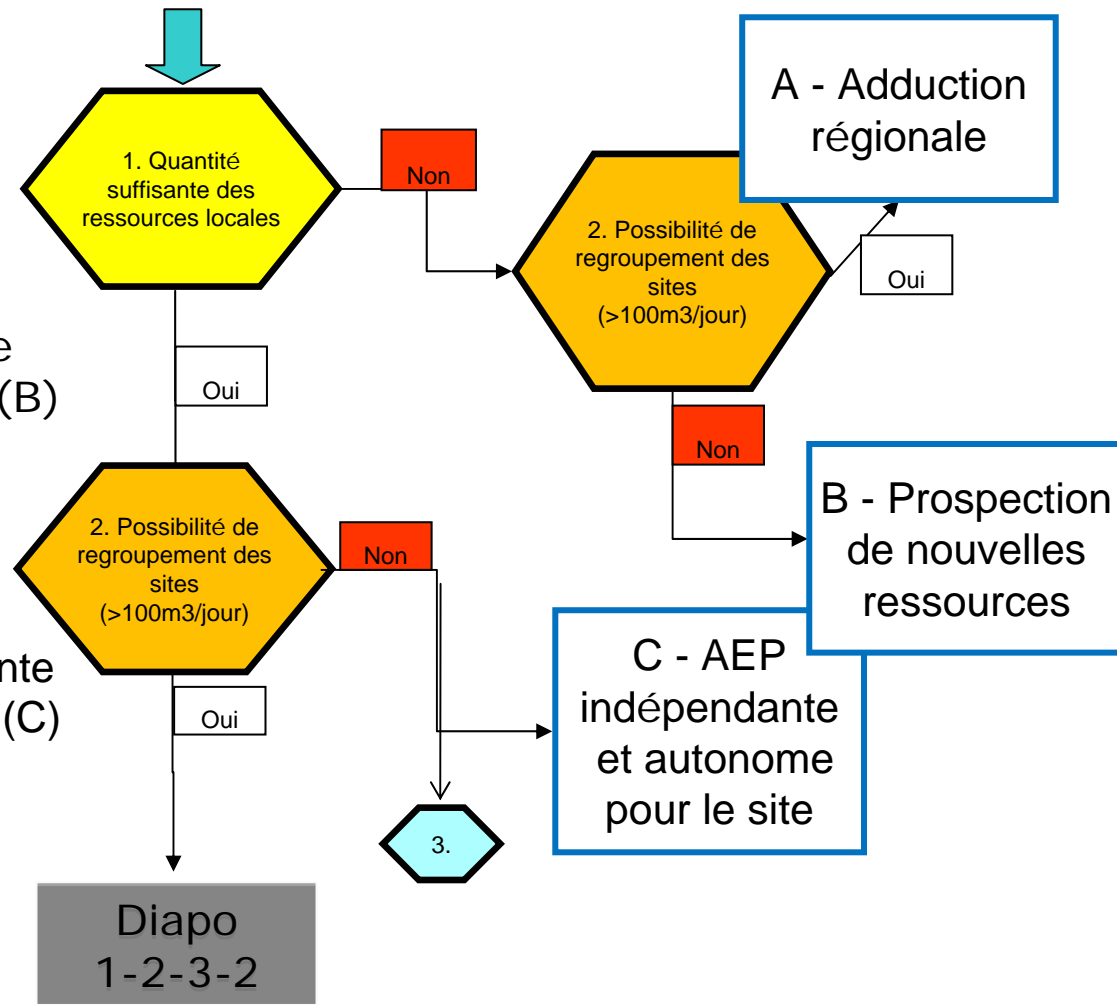 1. Quantité
suffisante des
ressources locales
Non
2. Possibilité de
regroupement des
sites
(>100m3/jour)
A - Adduction
régionale
Oui
e
(B)
Oui
Non
B - Prospection
de nouvelles
ressources
2. Possibilité de
regroupement des
sites
(>100m3/jour)
Non
nte
(C)
Oui
C - AEP
indépendante
et autonome
pour le site
3.
Diapo
1-2-3-2